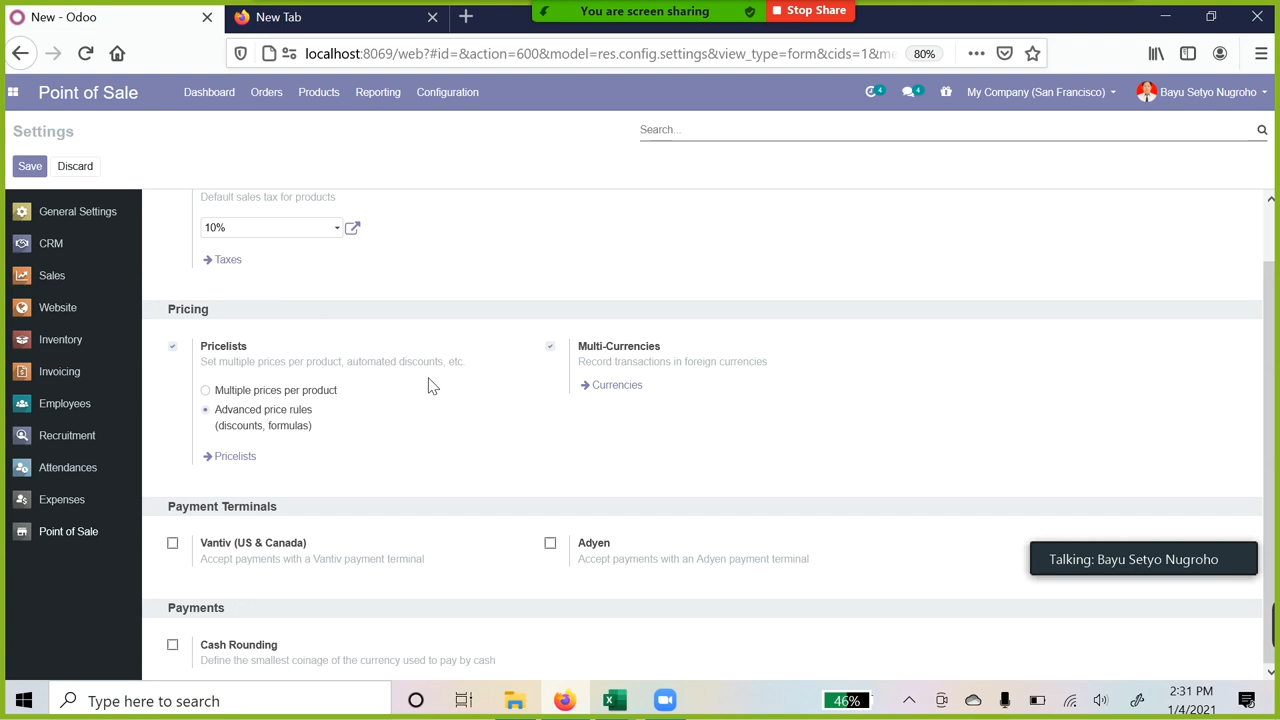 New - Odoo
New Tab
You are screen sharing
Stop Share
localhost:8069/web?#id=&action=600&model=res.config.settings&view_type=form&cids=1&me
80%
Point of Sale
Dashboard
Orders
Products
Reporting
Configuration
4
4
My Company (San Francisco)
Bayu Setyo Nugroho
Settings
Search...
Save
Discard
General Settings
CRM
Sales
Website
Inventory
Invoicing
Employees
Recruitment
Attendances
Expenses
Point of Sale
Default sales tax for products
10%
Taxes
Pricing
Pricelists
Set multiple prices per product, automated discounts, etc.
Multiple prices per product
Advanced price rules
(discounts, formulas)
Pricelists
Multi-Currencies
Record transactions in foreign currencies
Currencies
Payment Terminals
Vantiv (US & Canada)
Accept payments with a Vantiv payment terminal
Adyen
Accept payments with an Adyen payment terminal
Talking: Bayu Setyo Nugroho
Payments
Cash Rounding
Define the smallest coinage of the currency used to pay by cash
Type here to search
46%
2:31 PM
1/4/2021